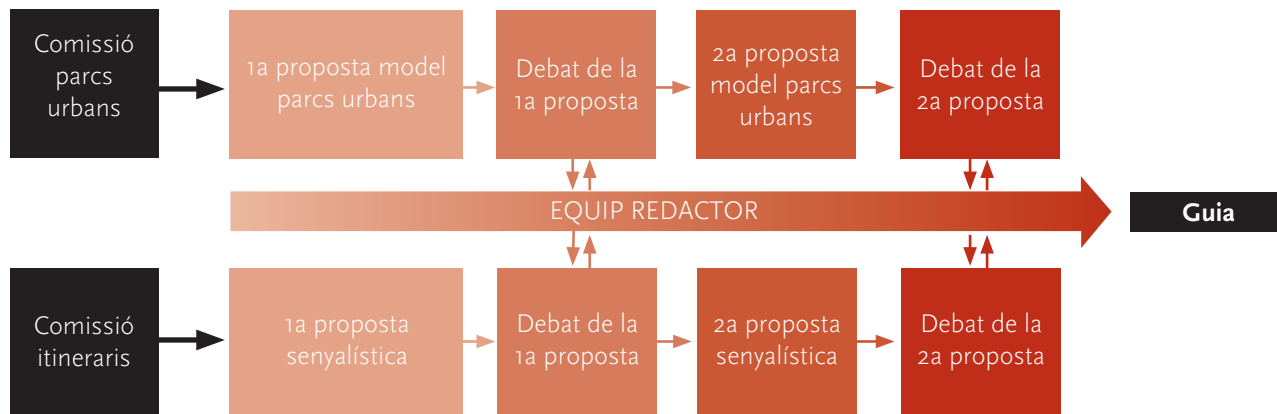 Comissió
parcs
urbans
1a proposta model
parcs urbans
Debat de la
1a proposta
2a proposta
model parcs
urbans
Debat de la
2a proposta
EQUIP REDACTOR
Guia
Comissió
itineraris
1a proposta
senyalística
Debat de la
1a proposta
2a proposta
senyalística
Debat de la
2a proposta